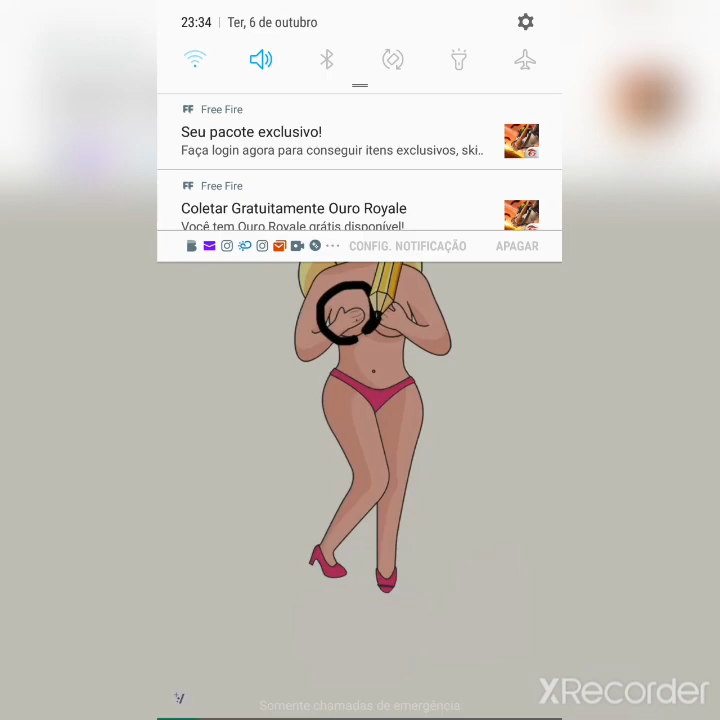 23:34 | Ter, 6 de outubro
FF Free Fire
Seu pacote exclusivo!
Faça login agora para conseguir itens exclusivos, ski..
FF Free Fire
Coletar Gratuitamente Ouro Royale
Você tem Ouro Royale grátis disponível!
CONFIG. NOTIFICAÇÃO APAGAR
Somente chamadas de emergência
XRecorder